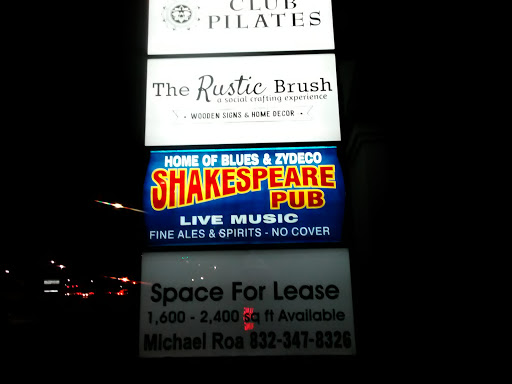 CLUB
PILATES
The Rustic Brush
a social crafting experience
• WOODEN SIGNS & HOME DECOR •
HOME OF BLUES & ZYDECO
SHAKESPEARE
PUB
LIVE MUSIC
FINE ALES & SPIRITS - NO COVER
Space For Lease
1,600 - 2,400 sq ft Available
Michael Roa 832-347-8326